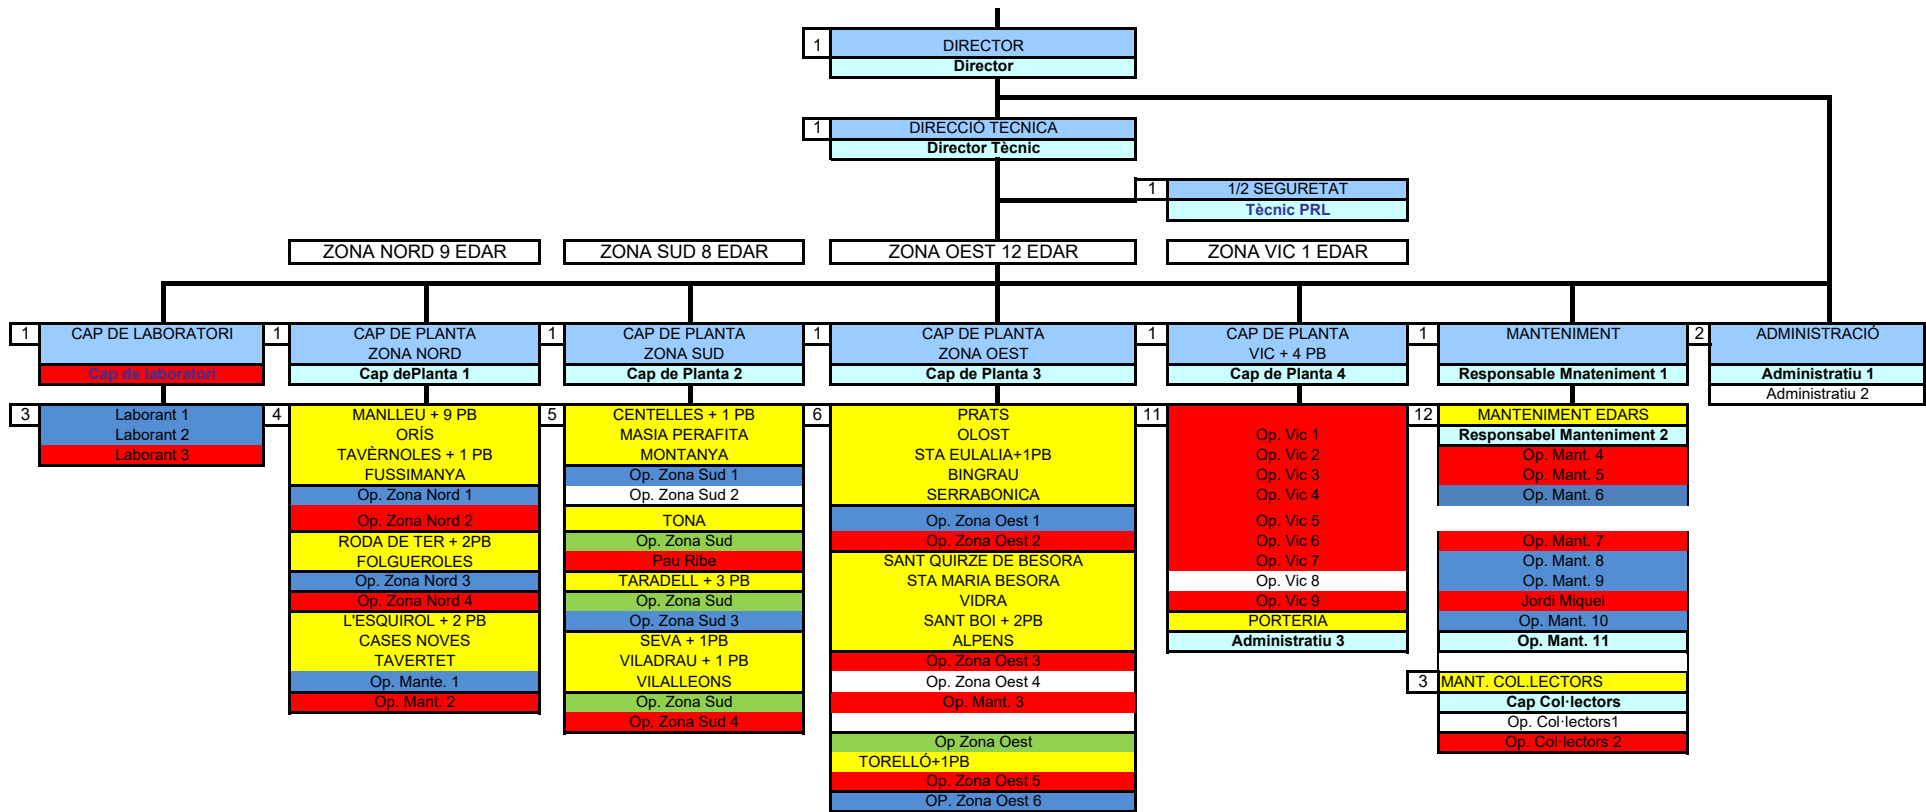 1
DIRECTOR
Director
1
DIRECCIÓ TECNICA
Director Tècnic
1
1/2 SEGURETAT
Tècnic PRL
ZONA NORD 9 EDAR
ZONA SUD 8 EDAR
ZONA OEST 12 EDAR
ZONA VIC 1 EDAR
1
CAP DE LABORATORI
Cap de laboratori
3
Laborant 1
Laborant 2
Laborant 3
1
CAP DE PLANTA
ZONA NORD
Cap dePlanta 1
4
MANLLEU + 9 PB
ORÍS
TAVÈRNOLES + 1 PB
FUSSIMANYA
Op. Zona Nord 1
Op. Zona Nord 2
RODA DE TER + 2PB
FOLGUEROLES
Op. Zona Nord 3
Op. Zona Nord 4
L'ESQUIROL + 2 PB
CASES NOVES
TAVERTET
Op. Mante. 1
Op. Mant. 2
1
CAP DE PLANTA
ZONA SUD
Cap de Planta 2
5
CENTELLES + 1 PB
MASIA PERAFITA
MONTANYA
Op. Zona Sud 1
Op. Zona Sud 2
TONA
Op. Zona Sud
Pau Ribe
TARADELL + 3 PB
Op. Zona Sud
Op. Zona Sud 3
SEVA + 1PB
VILADRAU + 1 PB
VILALLEONS
Op. Zona Sud
Op. Zona Sud 4
1
CAP DE PLANTA
ZONA OEST
Cap de Planta 3
6
PRATS
OLOST
STA EULALIA+1PB
BINGRAU
SERRABONICA
Op. Zona Oest 1
Op. Zona Oest 2
SANT QUIRZE DE BESORA
STA MARIA BESORA
VIDRA
SANT BOI + 2PB
ALPENS
Op. Zona Oest 3
Op. Zona Oest 4
Op. Mant. 3
Op Zona Oest
TORELLÓ+1PB
Op. Zona Oest 5
OP. Zona Oest 6
1
CAP DE PLANTA
VIC + 4 PB
Cap de Planta 4
11
Op. Vic 1
Op. Vic 2
Op. Vic 3
Op. Vic 4
Op. Vic 5
Op. Vic 6
Op. Vic 7
Op. Vic 8
Op. Vic 9
PORTERIA
Administratiu 3
1
MANTENIMENT
Responsable Mnateniment 1
12
MANTENIMENT EDARS
Responsabel Manteniment 2
Op. Mant. 4
Op. Mant. 5
Op. Mant. 6
Op. Mant. 7
Op. Mant. 8
Op. Mant. 9
Jordi Miquel
Op. Mant. 10
Op. Mant. 11
3
MANT. COL.LECTORS
Cap Col·lectors
Op. Col·lectors1
Op. Col·lectors 2
2
ADMINISTRACIÓ
Administratiu 1
Administratiu 2